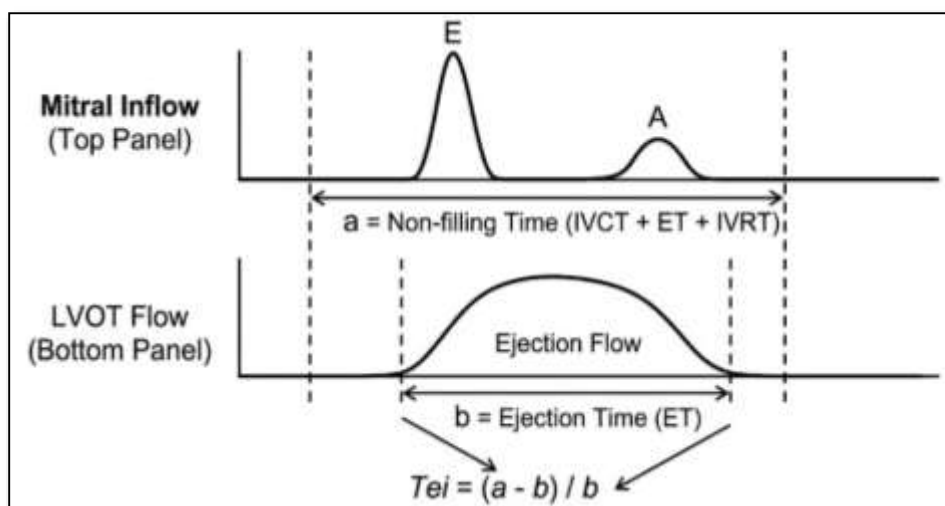 E
A
Mitral Inflow
(Top Panel)
a = Non-filling Time (IVCT + ET + IVRT)
LVOT Flow
(Bottom Panel)
Ejection Flow
b = Ejection Time (ET)
Tei = (a - b) / b